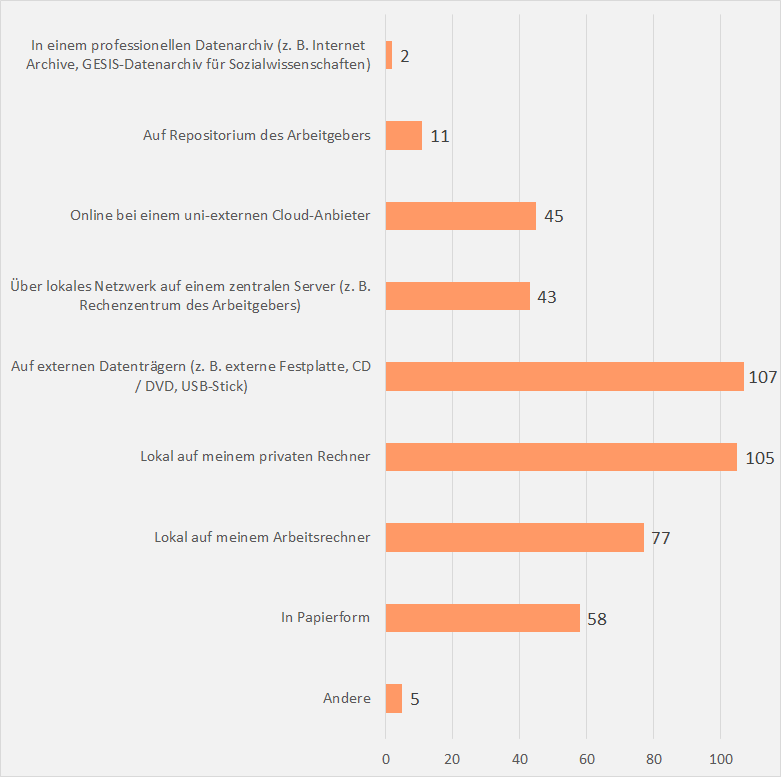 In einem professionellen Datenarchiv (z. B. Internet
Archive, GESIS-Datenarchiv für Sozialwissenschaften)
2
Auf Repositorium des Arbeitgebers
11
Online bei einem uni-externen Cloud-Anbieter
45
Über lokales Netzwerk auf einem zentralen Server (z. B.
Rechenzentrum des Arbeitgebers)
43
Auf externen Datenträgern (z. B. externe Festplatte, CD
/ DVD, USB-Stick)
107
Lokal auf meinem privaten Rechner
105
Lokal auf meinem Arbeitsrechner
77
In Papierform
58
Andere
5
0 20 40 60 80 100